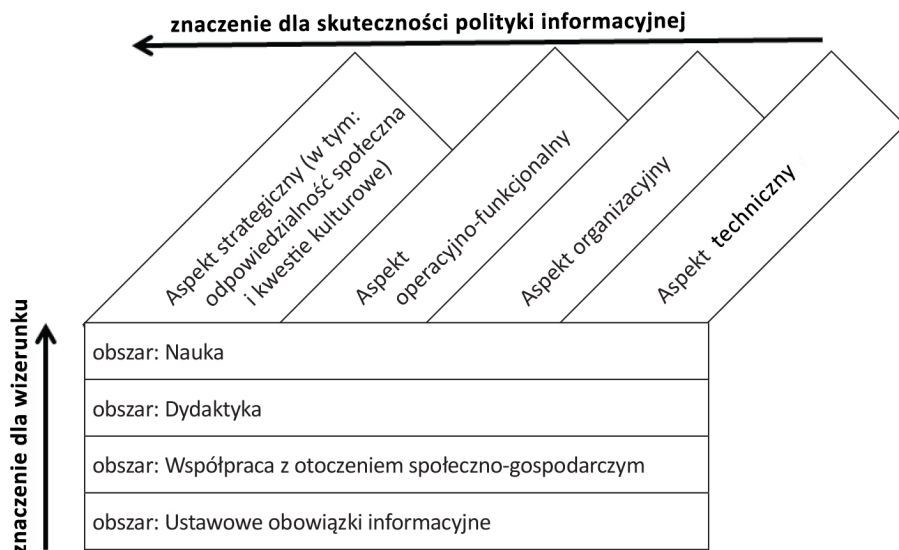 znaczenie dla skuteczności polityki informacyjnej
Aspekt strategiczny (w tym:
odpowiedzialność społeczna
i kwestie kulturowe)
Aspekt
operacyjno-funkcjonalny
Aspekt organizacyjny
Aspekt techniczny
znaczenie dla wizerunku
obszar: Nauka
obszar: Dydaktyka
obszar: Współpraca z otoczeniem społeczno-gospodarczym
obszar: Ustawowe obowiązki informacyjne